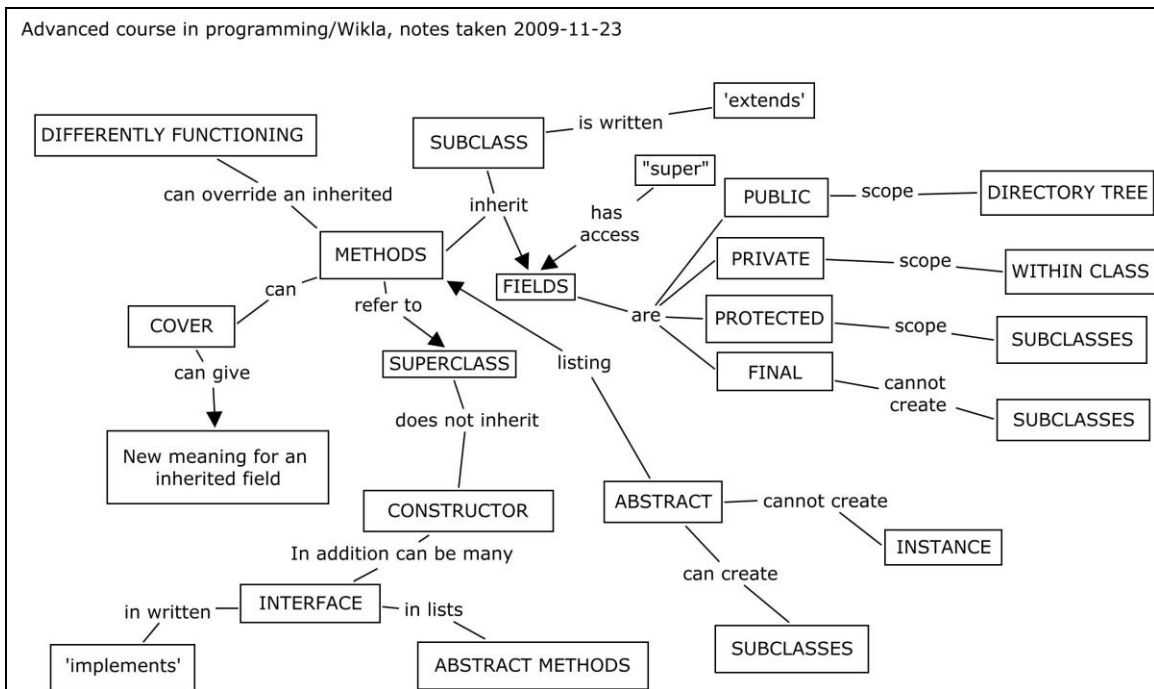 Advanced course in programming/Wikla, notes taken 2009-11-23
'extends'
is written
DIFFERENTLY FUNCTIONING
SUBCLASS
"super"
can override an inherited
inherit
has
access
PUBLIC
scope
DIRECTORY TREE
METHODS
PRIVATE
scope
WITHIN CLASS
can
refer to
FIELDS
are
PROTECTED
scope
SUBCLASSES
COVER
SUPERCLASS
listing
FINAL
cannot
create
SUBCLASSES
can give
does not inherit
New meaning for an
inherited field
CONSTRUCTOR
ABSTRACT
cannot create
INSTANCE
In addition can be many
can create
in written
INTERFACE
in lists
SUBCLASSES
'implements'
ABSTRACT METHODS